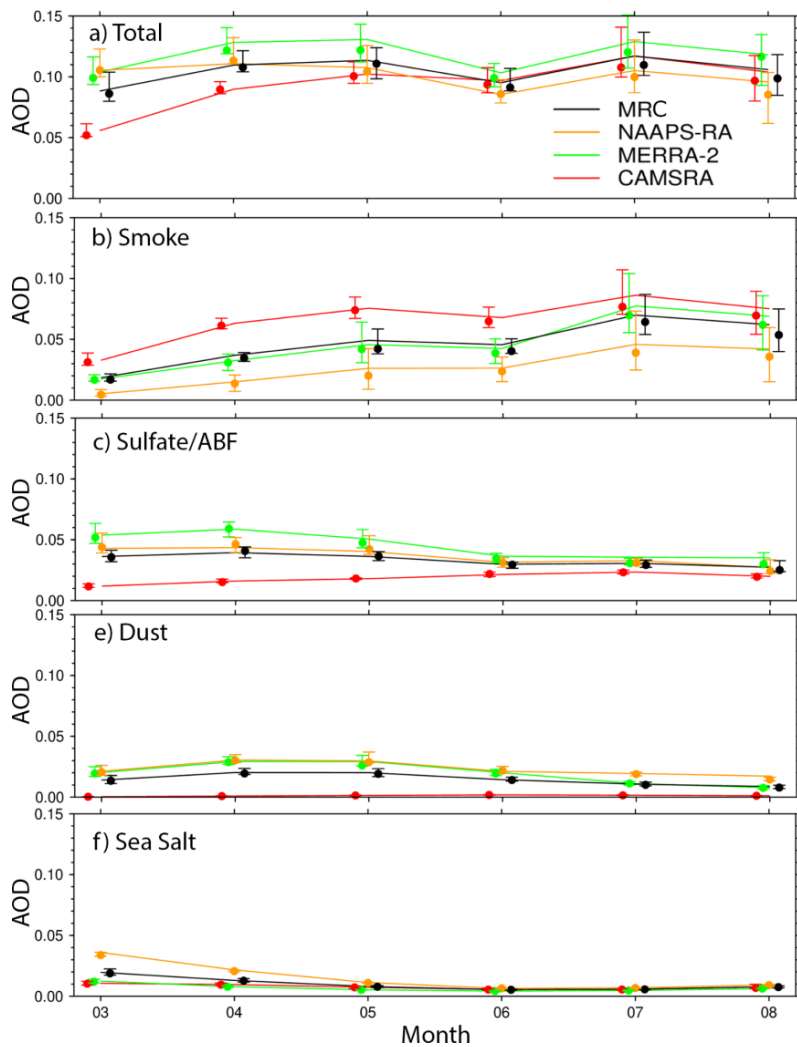 a) Total
0.15
0.10
0.05
0.00
AOD
MRC
NAAPS-RA
MERRA-2
CAMSRA
b) Smoke
0.15
0.10
0.05
0.00
AOD
c) Sulfate/ABF
0.15
0.10
0.05
0.00
AOD
e) Dust
0.15
0.10
0.05
0.00
AOD
f) Sea Salt
0.15
0.10
0.05
0.00
AOD
03 04 05 06 07 08
Month